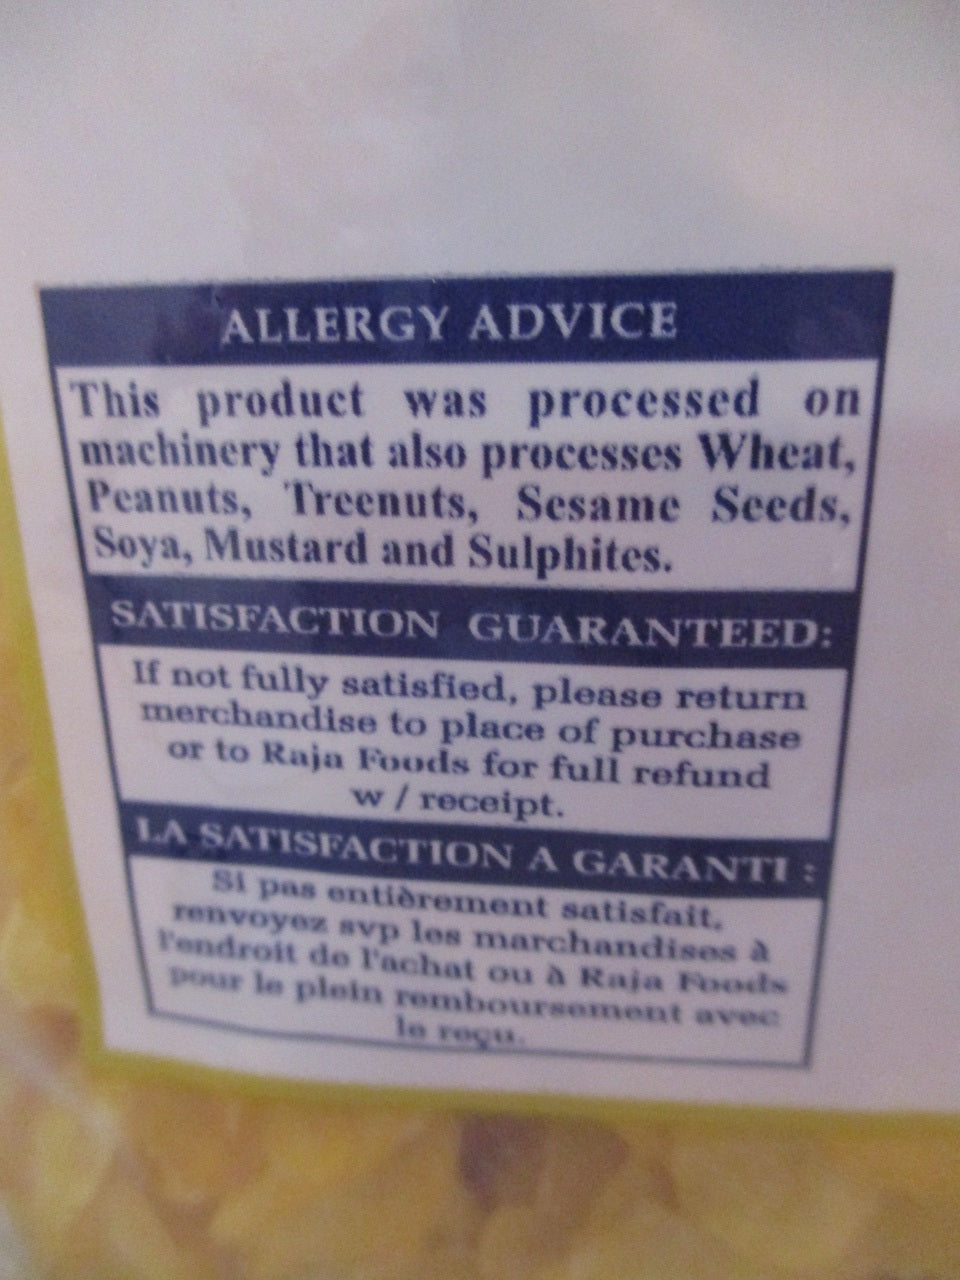 ALLERGY ADVICE
This product was processed on
machinery that also processes Wheat,
Peanuts, Treenuts, Sesame Seeds,
Soya, Mustard and Sulphites.
SATISFACTION GUARANTEED:
If not fully satisfied, please return
merchandise to place of purchase
or to Raja Foods for full refund
w / receipt.
LA SATISFACTION A GARANTI :
Si pas entièrement satisfait,
renvoyez svp les marchandises à
l'endroit de l'achat ou à Raja Foods
pour le plein remboursement avec
le reçu.